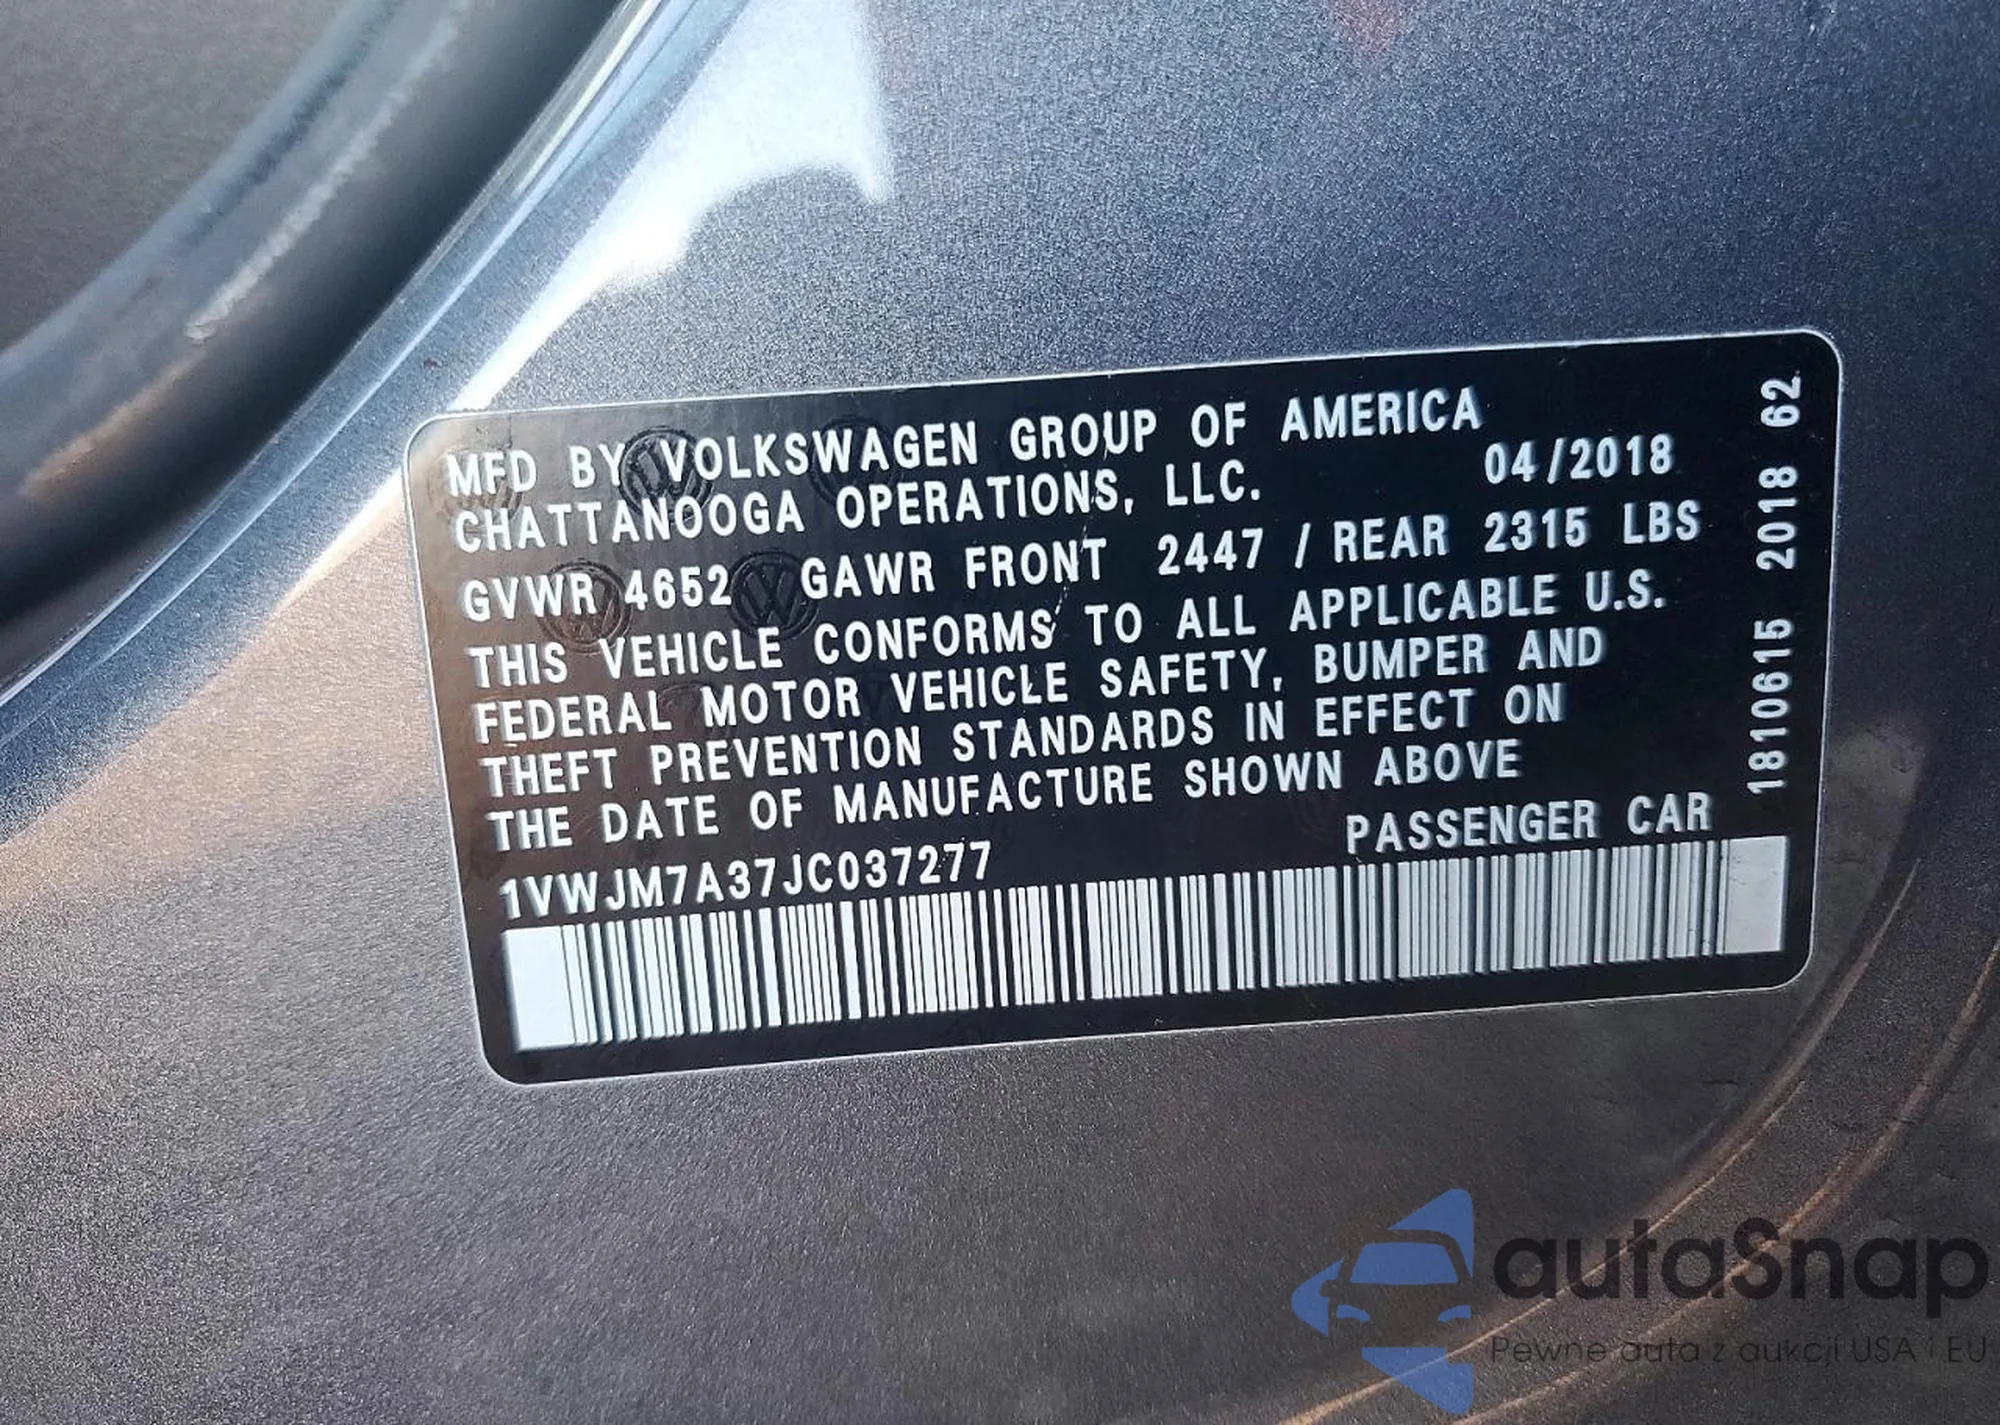 MFD BY VOLKSWAGEN GROUP OF AMERICA
CHATTANOOGA OPERATIONS, LLC. 04/2018
GVWR 4652 GAWR FRONT 2447 / REAR 2315 LBS
THIS VEHICLE CONFORMS TO ALL APPLICABLE U.S.
FEDERAL MOTOR VEHICLE SAFETY, BUMPER AND
THEFT PREVENTION STANDARDS IN EFFECT ON
THE DATE OF MANUFACTURE SHOWN ABOVE
PASSENGER CAR
1VWJM7A37JC037277
1810615 2018 62
autaSnap
Pewne auta z aukcji USA i EU